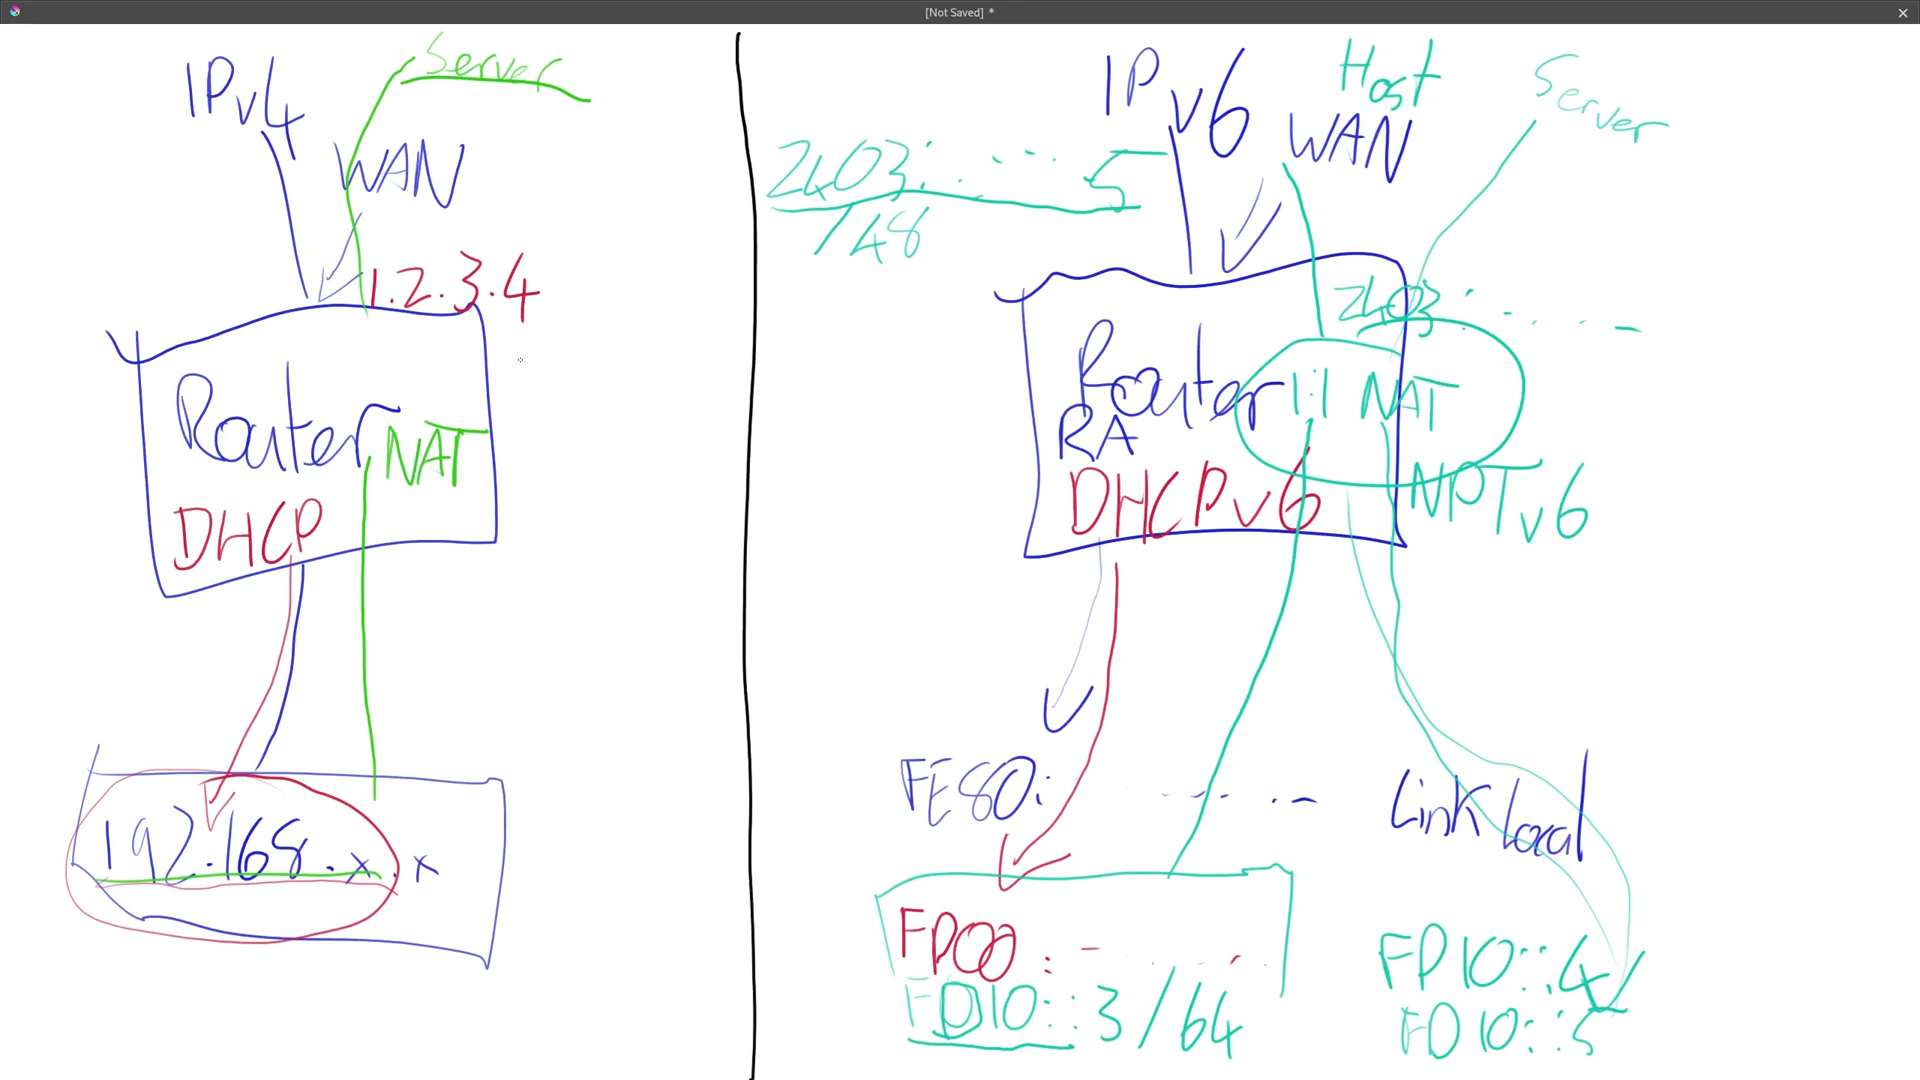 [Not Saved] *
Server
IPv4
WAN
1.2.3.4
Router
NAT
DHCP
192.168.x.x
Host
IPv6
WAN
Server
2403: .... 5
/48
2403: ....-
Router
1:1 NAT
RA
DHCPv6
NPTv6
FE80: .....-
Link Local
FD00 : - . . . .
FD10::3/64
FD10::4
FD10::5